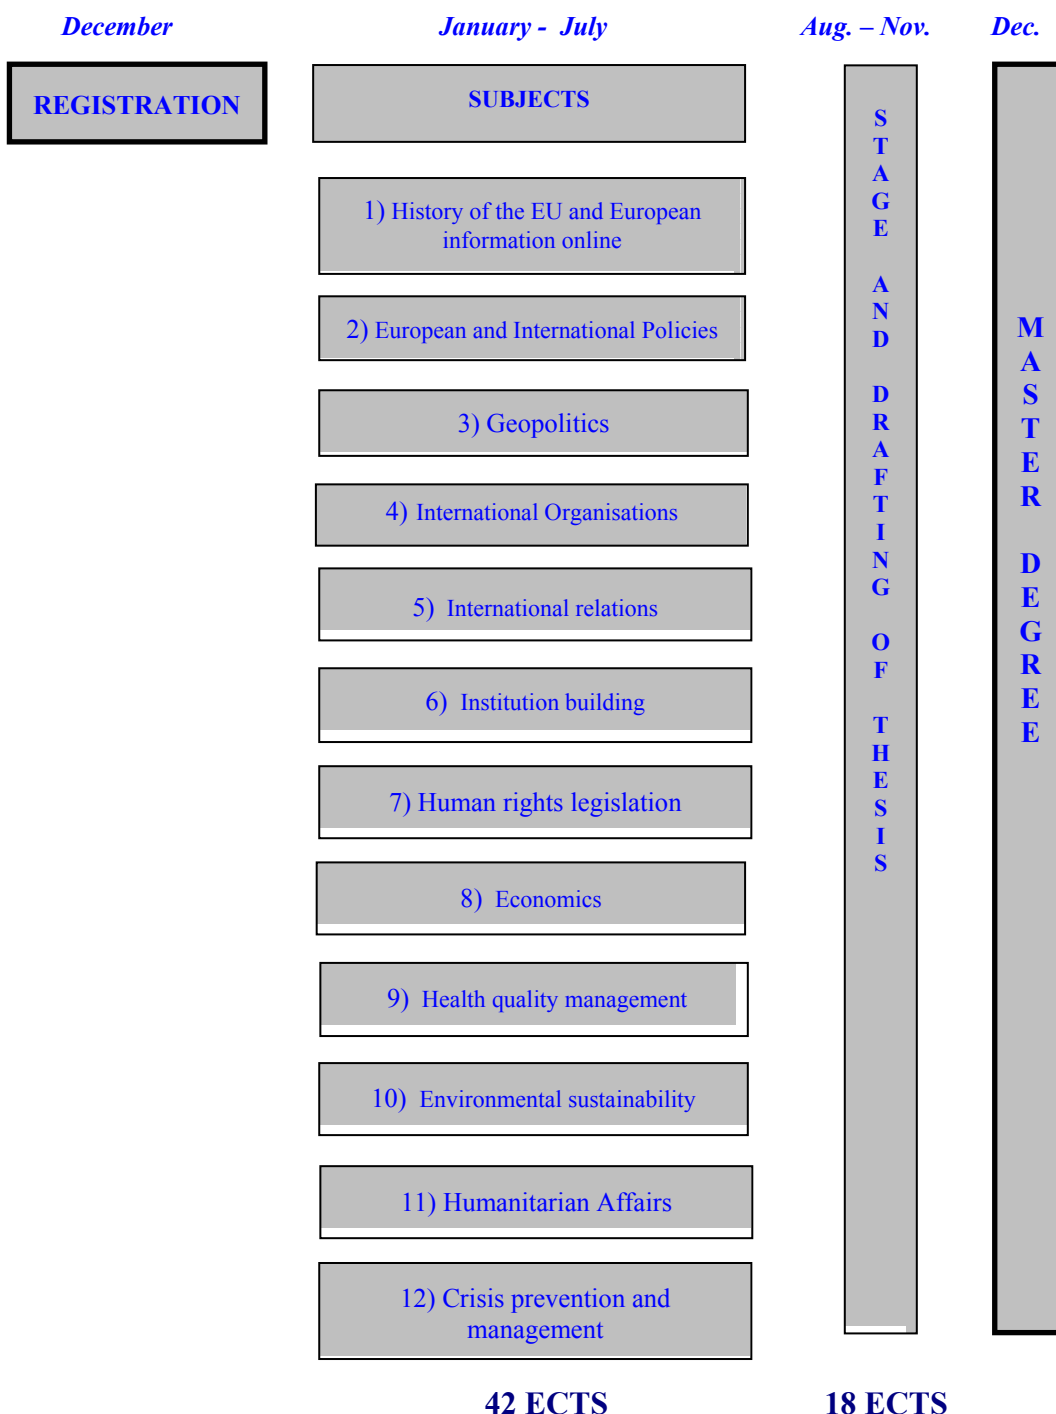 December
January - July
Aug. – Nov.
Dec.
REGISTRATION
SUBJECTS
1) History of the EU and European
information online
2) European and International Policies
3) Geopolitics
4) International Organisations
5) International relations
6) Institution building
7) Human rights legislation
8) Economics
9) Health quality management
10) Environmental sustainability
11) Humanitarian Affairs
12) Crisis prevention and
management
STAGE AND DRAFTING OF THESIS
MASTER DEGREE
42 ECTS
18 ECTS